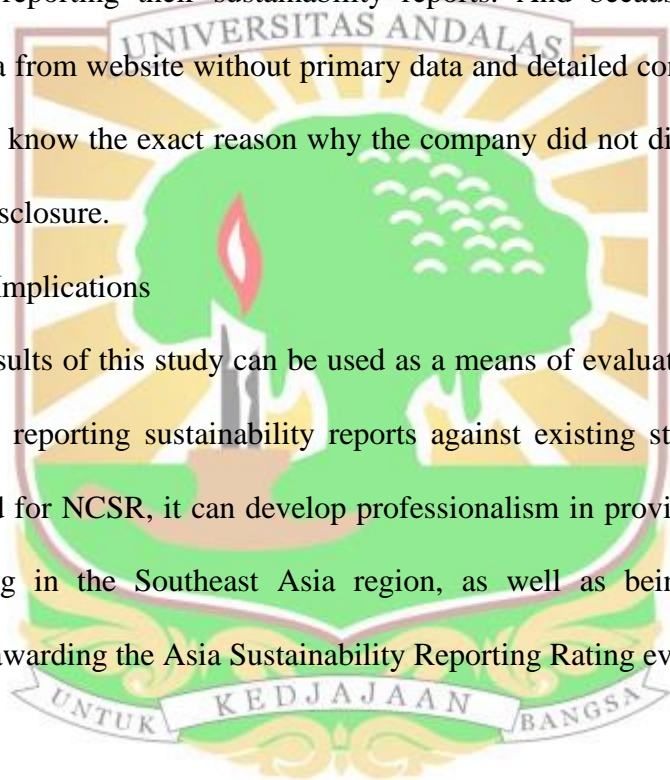 reporting their sustainability reports. And becaus
UNIVERSITAS ANDALAS
from website without primary data and detailed co
know the exact reason why the company did not di
sclosure.
Implications
sults of this study can be used as a means of evaluat
reporting sustainability reports against existing st
for NCSR, it can develop professionalism in provi
g in the Southeast Asia region, as well as bein
awarding the Asia Sustainability Reporting Rating ev
UNTUK KEDJAJAAN BANGSA